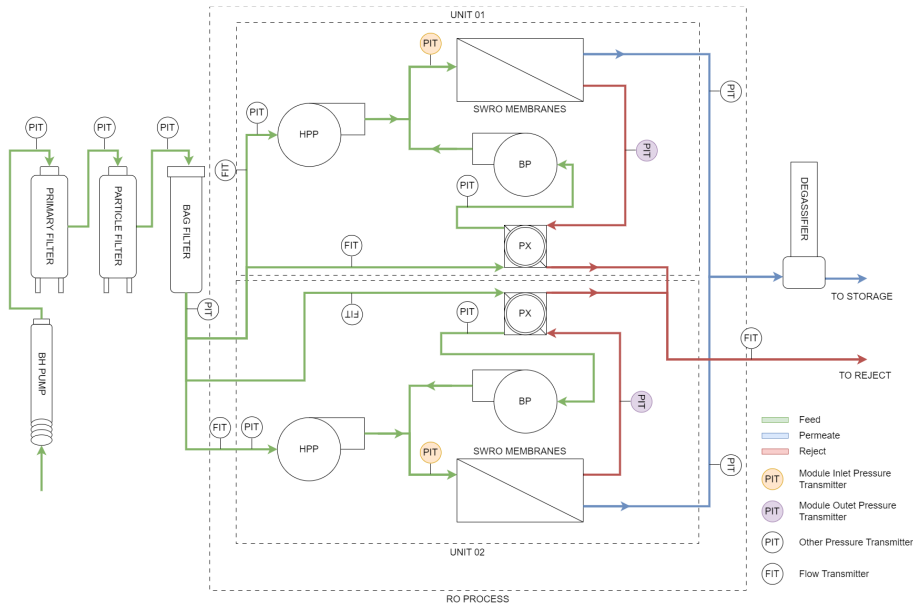 UNIT 01
PIT
SWRO MEMBRANES
PIT
HPP
PIT
PIT
PIT
PIT
PIT
FIT
BP
PIT
PIT
PRIMARY FILTER
PARTICLE FILTER
BAG FILTER
DEGASSIFIER
PX
FIT
TO STORAGE
PIT
FIT
PIT
PX
FIT
BH PUMP
TO REJECT
BP
PIT
FIT
PIT
HPP
PIT
SWRO MEMBRANES
PIT
UNIT 02
RO PROCESS
Feed
Permeate
Reject
PIT
Module Inlet Pressure
Transmitter
PIT
Module Outet Pressure
Transmitter
PIT
Other Pressure Transmitter
FIT
Flow Transmitter